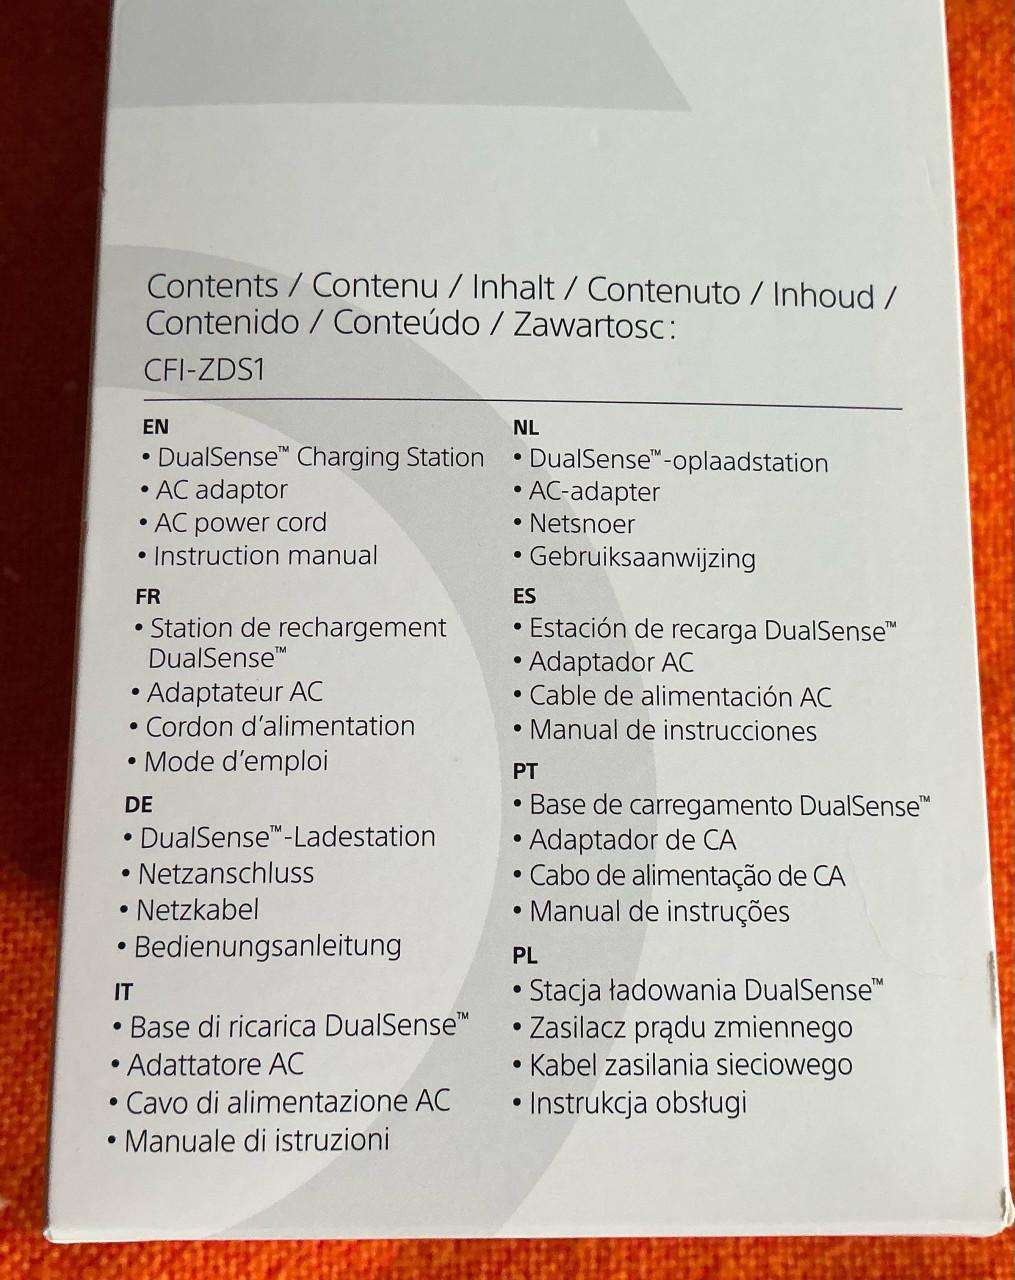 Contents / Contenu / Inhalt / Contenuto / Inhoud /
Contenido / Conteúdo / Zawartosc:
CFI-ZDS1
EN
• DualSense™ Charging Station
• AC adaptor
• AC power cord
• Instruction manual
FR
• Station de rechargement
DualSense™
• Adaptateur AC
• Cordon d'alimentation
• Mode d'emploi
DE
• DualSense™-Ladestation
• Netzanschluss
• Netzkabel
• Bedienungsanleitung
IT
• Base di ricarica DualSense™
• Adattatore AC
• Cavo di alimentazione AC
• Manuale di istruzioni
NL
• DualSense™-oplaadstation
• AC-adapter
• Netsnoer
• Gebruiksaanwijzing
ES
• Estación de recarga DualSense™
• Adaptador AC
• Cable de alimentación AC
• Manual de instrucciones
PT
• Base de carregamento DualSense™
• Adaptador de CA
• Cabo de alimentação de CA
• Manual de instruções
PL
• Stacja ładowania DualSense™
• Zasilacz prądu zmiennego
• Kabel zasilania sieciowego
• Instrukcja obsługi